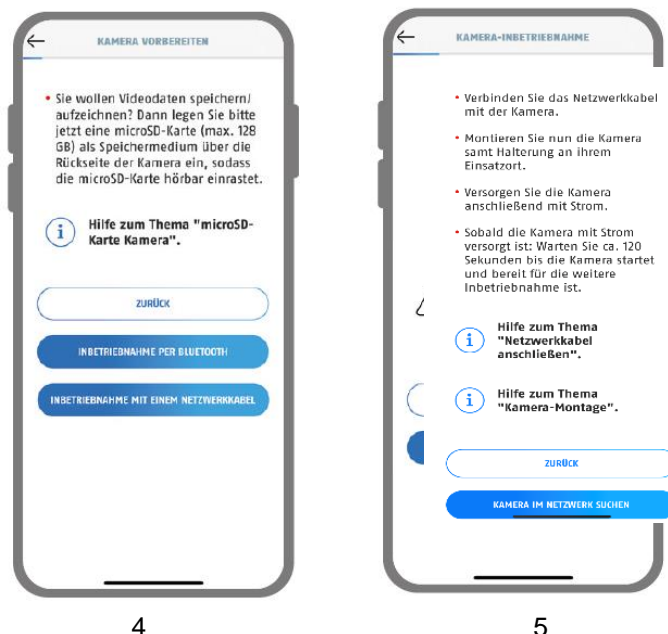 KAMERA VORBEREITEN
• Sie wollen Videodaten speichern/
aufzeichnen? Dann legen Sie bitte
jetzt eine microSD-Karte (max. 128
GB) als Speichermedium über die
Rückseite der Kamera ein, sodass
die microSD-Karte hörbar einrastet.
i
Hilfe zum Thema "microSD-
Karte Kamera".
ZURÜCK
INBETRIEBNAHME PER BLUETOOTH
INBETRIEBNAHME MIT EINEM NETZWERKKABEL
4
KAMERA-INBETRIEBNAHME
• Verbinden Sie das Netzwerkkabel
mit der Kamera.
• Montieren Sie nun die Kamera
samt Halterung an ihrem
Einsatzort.
• Versorgen Sie die Kamera
anschließend mit Strom.
• Sobald die Kamera mit Strom
versorgt ist: Warten Sie ca. 120
Sekunden bis die Kamera startet
und bereit für die weitere
Inbetriebnahme ist.
i
Hilfe zum Thema
"Netzwerkkabel
anschließen".
i
Hilfe zum Thema
"Kamera-Montage".
ZURÜCK
KAMERA IM NETZWERK SUCHEN
5